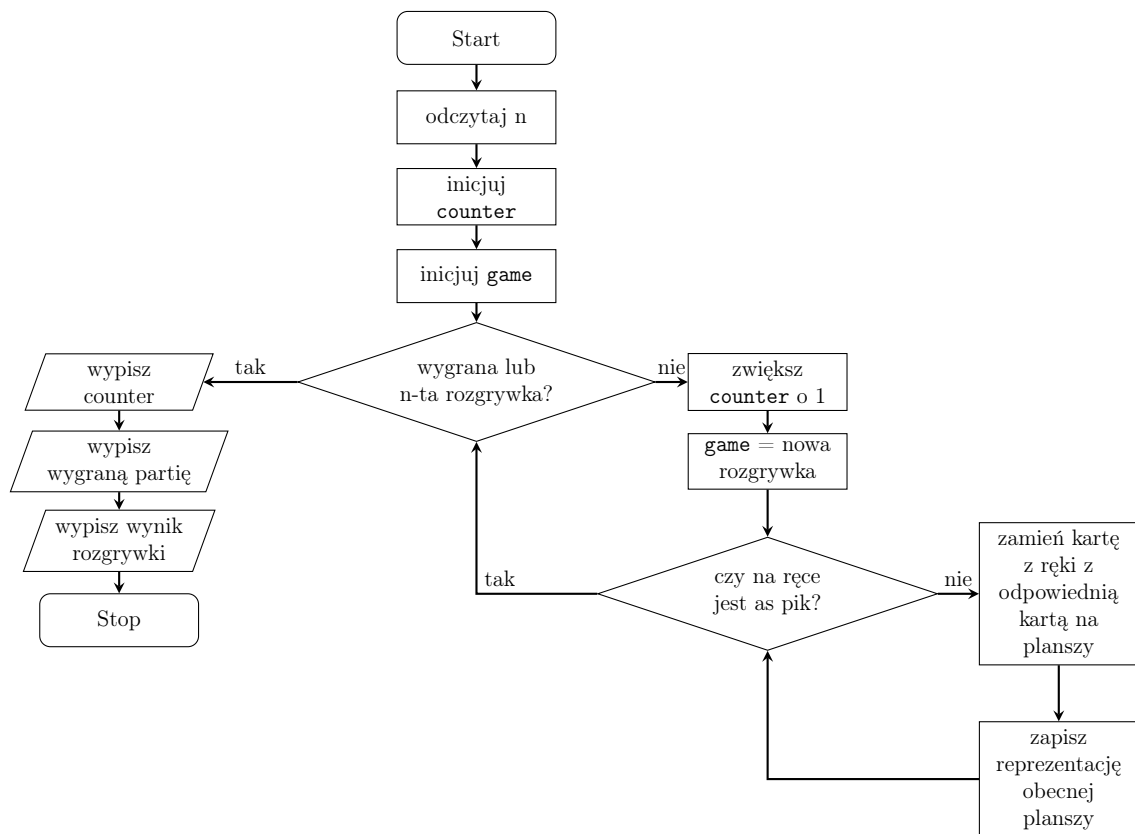 Start
odczytaj n
inicjuj
counter
inicjuj game
wygrana lub
n-ta rozgrywka?
tak
nie
wypisz
counter
wypisz
wygraną partię
wypisz wynik
rozgrywki
Stop
zwiększ
counter o 1
game = nowa
rozgrywka
czy na ręce
jest as pik?
tak
nie
zamień kartę
z ręki z
odpowiednią
kartą na
planszy
zapisz
reprezentację
obecnej
planszy